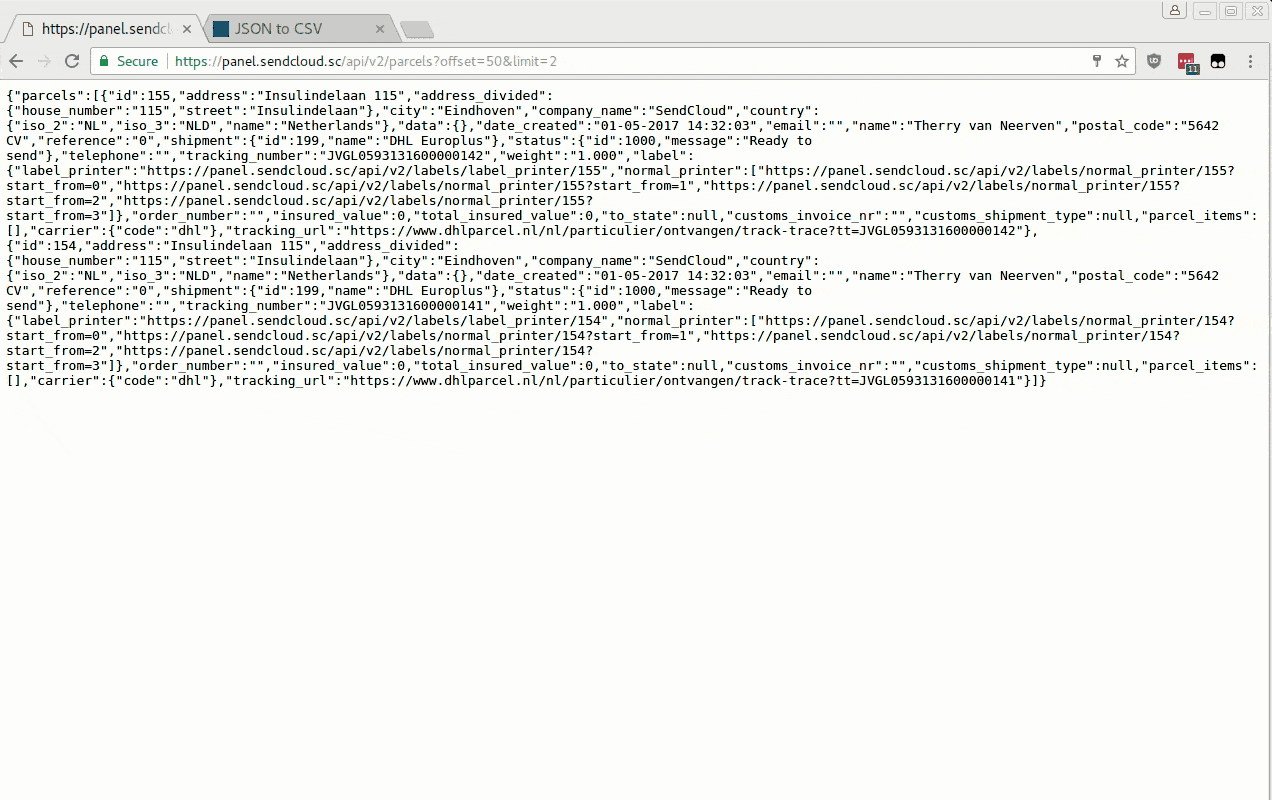 https://panel.sendcl
JSON to CSV
Secure https://panel.sendcloud.sc/api/v2/parcels?offset=50&limit=2
11
{"parcels":[{"id":155,"address":"Insulindelaan 115","address_divided":
{"house_number":"115","street":"Insulindelaan"},"city":"Eindhoven","company_name":"SendCloud","country":
{"iso_2":"NL","iso_3":"NLD","name":"Netherlands"},"data":{},"date_created":"01-05-2017 14:32:03","email":"","name":"Therry van Neerven","postal_code":"5642
CV","reference":"0","shipment":{"id":199,"name":"DHL Europlus"},"status":{"id":1000,"message":"Ready to
send"},"telephone":"","tracking_number":"JVGL0593131600000142","weight":"1.000","label":
{"label_printer":"https://panel.sendcloud.sc/api/v2/labels/label_printer/155","normal_printer":["https://panel.sendcloud.sc/api/v2/labels/normal_printer/155?
start_from=0","https://panel.sendcloud.sc/api/v2/labels/normal_printer/155?start_from=1","https://panel.sendcloud.sc/api/v2/labels/normal_printer/155?
start_from=2","https://panel.sendcloud.sc/api/v2/labels/normal_printer/155?
start_from=3"]},"order_number":"","insured_value":0,"total_insured_value":0,"to_state":null,"customs_invoice_nr":"","customs_shipment_type":null,"parcel_items":
[],"carrier":{"code":"dhl"},"tracking_url":"https://www.dhlparcel.nl/nl/particulier/ontvangen/track-trace?tt=JVGL0593131600000142"},
{"id":154,"address":"Insulindelaan 115","address_divided":
{"house_number":"115","street":"Insulindelaan"},"city":"Eindhoven","company_name":"SendCloud","country":
{"iso_2":"NL","iso_3":"NLD","name":"Netherlands"},"data":{},"date_created":"01-05-2017 14:32:03","email":"","name":"Therry van Neerven","postal_code":"5642
CV","reference":"0","shipment":{"id":199,"name":"DHL Europlus"},"status":{"id":1000,"message":"Ready to
send"},"telephone":"","tracking_number":"JVGL0593131600000141","weight":"1.000","label":
{"label_printer":"https://panel.sendcloud.sc/api/v2/labels/label_printer/154","normal_printer":["https://panel.sendcloud.sc/api/v2/labels/normal_printer/154?
start_from=0","https://panel.sendcloud.sc/api/v2/labels/normal_printer/154?start_from=1","https://panel.sendcloud.sc/api/v2/labels/normal_printer/154?
start_from=2","https://panel.sendcloud.sc/api/v2/labels/normal_printer/154?
start_from=3"]},"order_number":"","insured_value":0,"total_insured_value":0,"to_state":null,"customs_invoice_nr":"","customs_shipment_type":null,"parcel_items":
[],"carrier":{"code":"dhl"},"tracking_url":"https://www.dhlparcel.nl/nl/particulier/ontvangen/track-trace?tt=JVGL0593131600000141"}]}